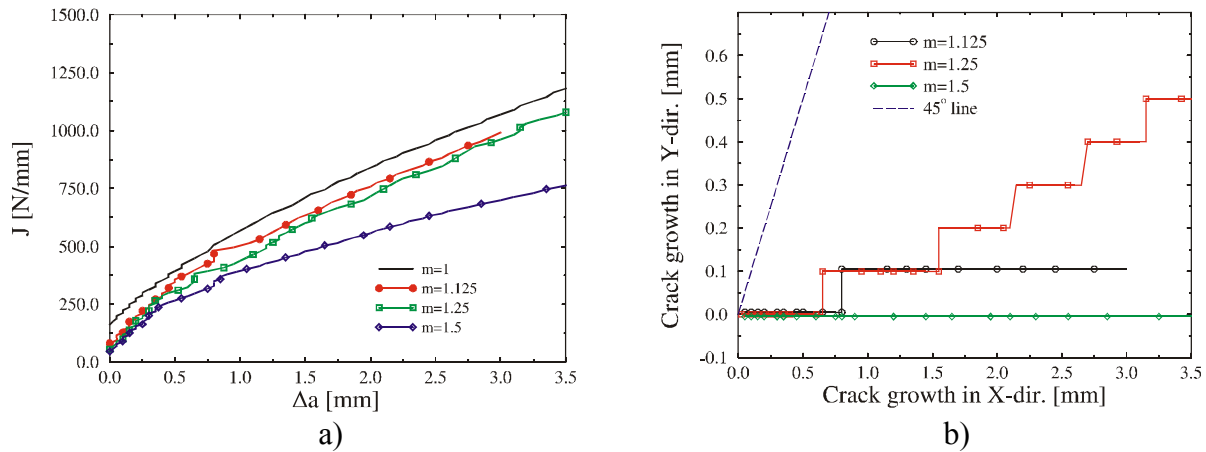 1500.0
1250.0
1000.0
750.0
500.0
250.0
0.0
J [N/mm]
m=1
m=1.125
m=1.25
m=1.5
0.0 0.5 1.0 1.5 2.0 2.5 3.0 3.5
Δa [mm]
a)
0.6
0.5
0.4
0.3
0.2
0.1
0.0
-0.1
Crack growth in Y-dir. [mm]
m=1.125
m=1.25
m=1.5
45° line
0.0 0.5 1.0 1.5 2.0 2.5 3.0 3.5
Crack growth in X-dir. [mm]
b)